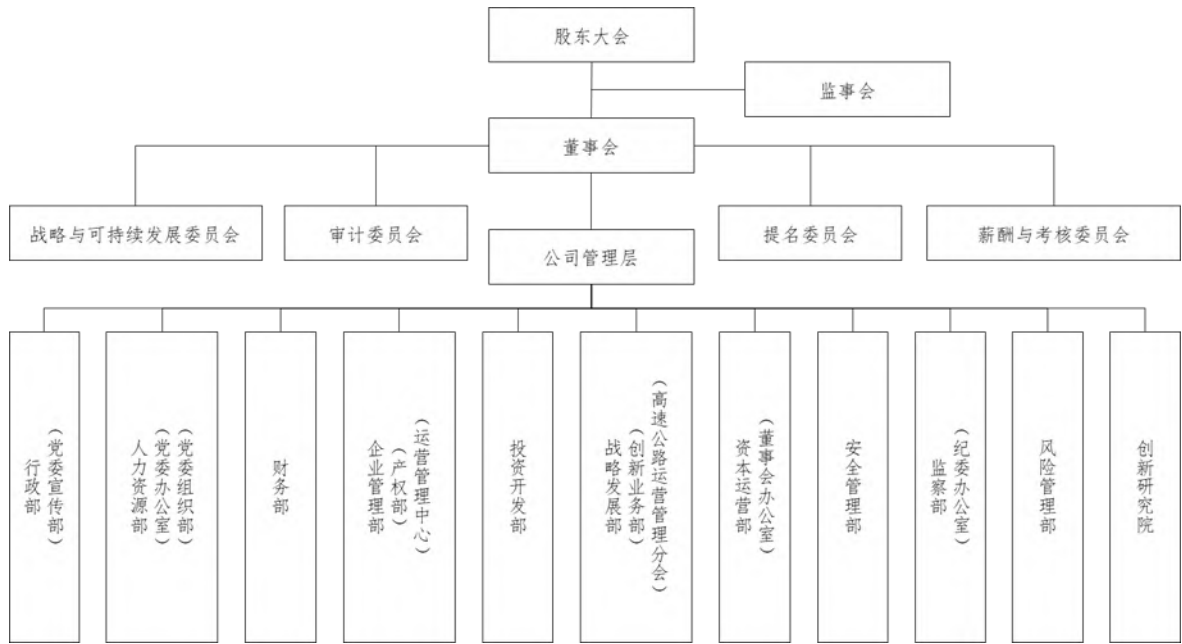 股东大会
监事会
董事会
战略与可持续发展委员会
审计委员会
提名委员会
薪酬与考核委员会
公司管理层
行政部
（党委宣传部）
人力资源部
（党委办公室）
（党委组织部）
财务部
企业管理部
（产权部）
（运营管理中心）
投资开发部
战略发展部
（创新业务部）
（高速公路运营管理分会）
资本运营部
（董事会办公室）
安全管理部
监察部
（纪委办公室）
风险管理部
创新研究院